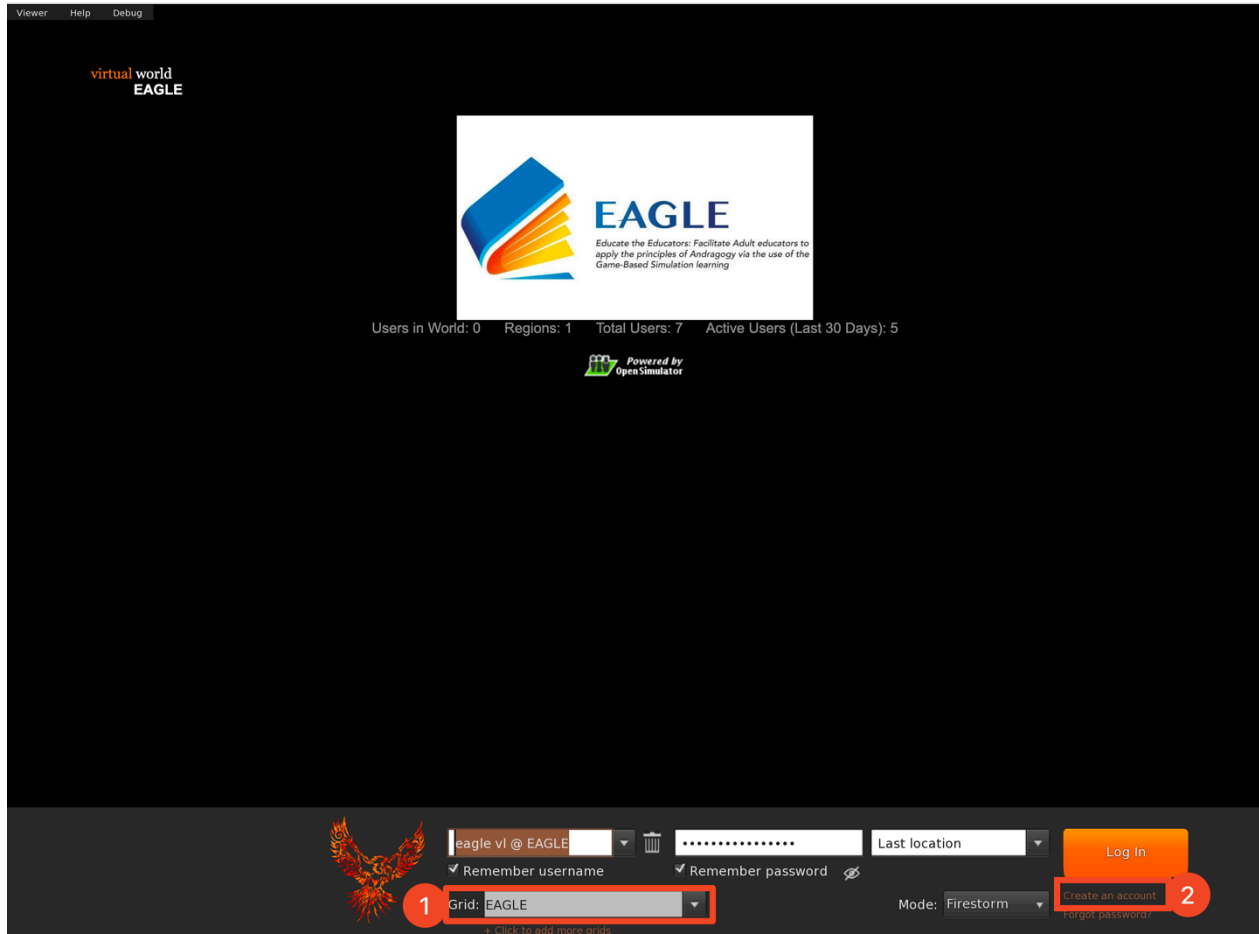 Viewer Help Debug
virtual world
EAGLE
EAGLE
Educate the Educators: Facilitate Adult educators to
apply the principles of Andragogy via the use of the
Game-Based Simulation learning
Users in World: 0 Regions: 1 Total Users: 7 Active Users (Last 30 Days): 5
Powered by
OpenSimulator
eagle vl @ EAGLE •••••••••••••••• Last location Log In
Remember username Remember password
Create an account 2
1 Grid: EAGLE Mode: Firestorm
Forgot password?
+ Click to add more grids